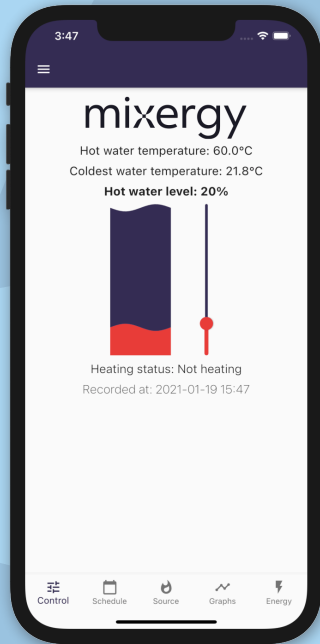 3:47
mixergy
Hot water temperature: 60.0°C
Coldest water temperature: 21.8°C
Hot water level: 20%
Heating status: Not heating
Recorded at: 2021-01-19 15:47
Control
Schedule
Source
Graphs
Energy